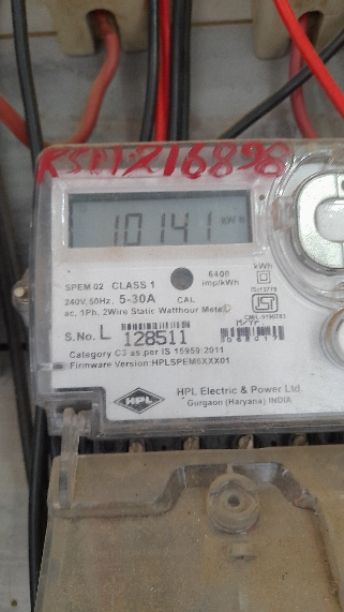 10141 kWh
SPEM 02 CLASS 1
6400
imp/kWh
kWh
240V, 50Hz, 5-30A CAL
ac, 1Ph, 2Wire Static Watthour Meter
M/Yr
S.No. L 128511
Category C3 as per IS 15959:2011
Firmware Version:HPLSPEM6XXX01
HPL
HPL Electric & Power Ltd.
Gurgaon (Haryana) INDIA